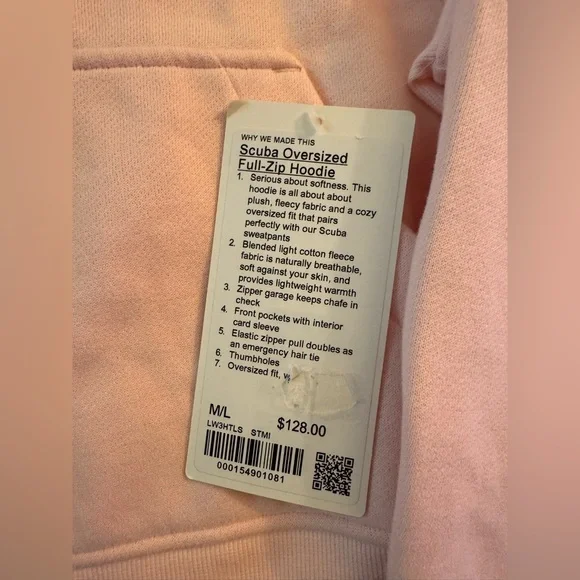 WHY WE MADE THIS
Scuba Oversized
Full-Zip Hoodie
1. Serious about softness. This
hoodie is all about about
plush, fleecy fabric and a cozy
oversized fit that pairs
perfectly with our Scuba
sweatpants
2. Blended light cotton fleece
fabric is naturally breathable,
soft against your skin, and
provides lightweight warmth
3. Zipper garage keeps chafe in
check
4. Front pockets with interior
card sleeve
5. Elastic zipper pull doubles as
an emergency hair tie
6. Thumbholes
7. Oversized fit,
M/L $128.00
LW3HTLS STMI
000154901081